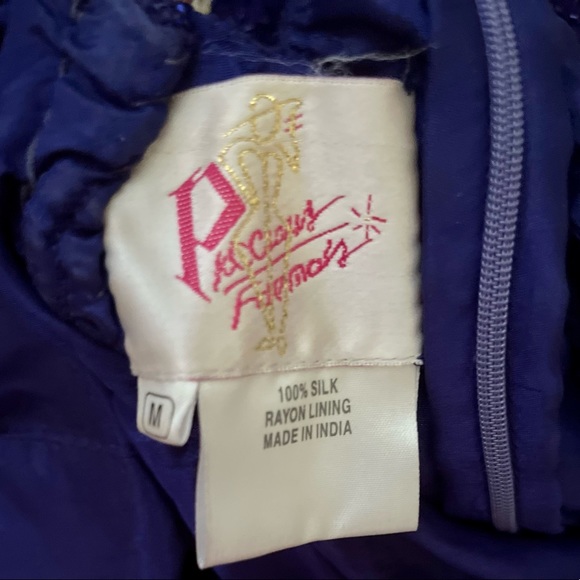 Precious
Formals
M
100% SILK
RAYON LINING
MADE IN INDIA